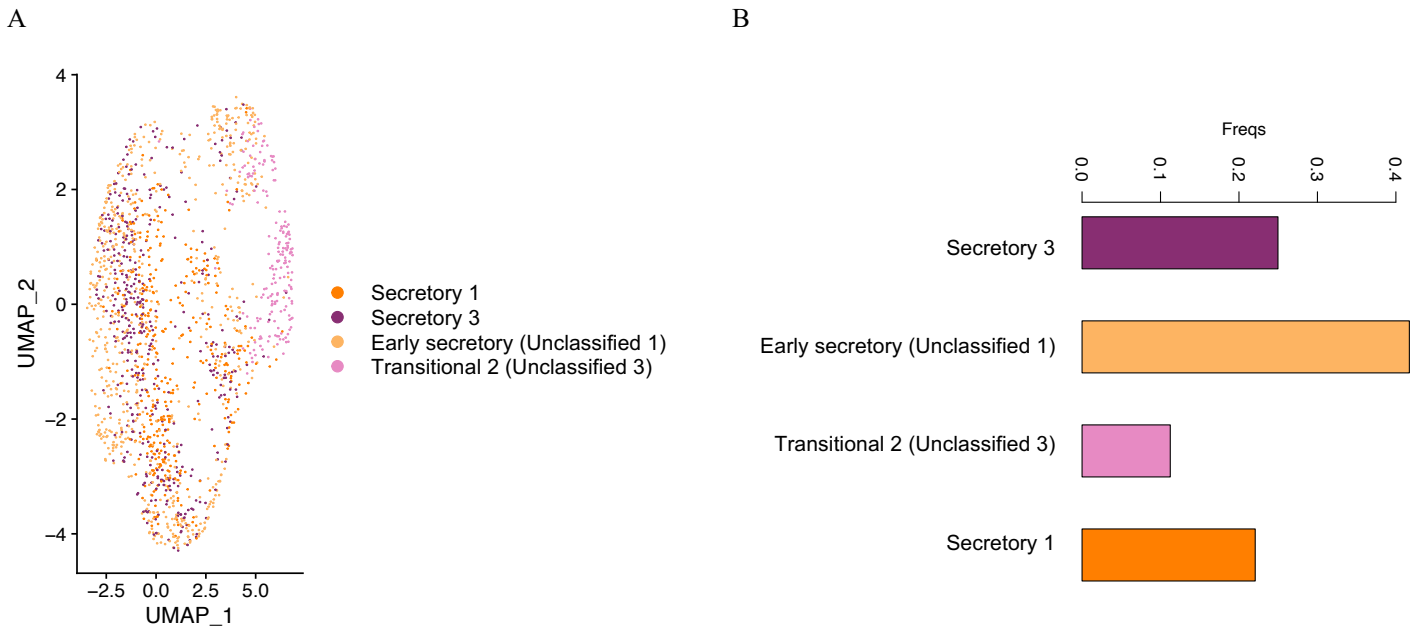 A
B
4
2
0
−2
−4
UMAP_2
−2.5 0.0 2.5 5.0
UMAP_1
Secretory 1
Secretory 3
Early secretory (Unclassified 1)
Transitional 2 (Unclassified 3)
Freqs
0.0 0.1 0.2 0.3 0.4
Secretory 3
Early secretory (Unclassified 1)
Transitional 2 (Unclassified 3)
Secretory 1